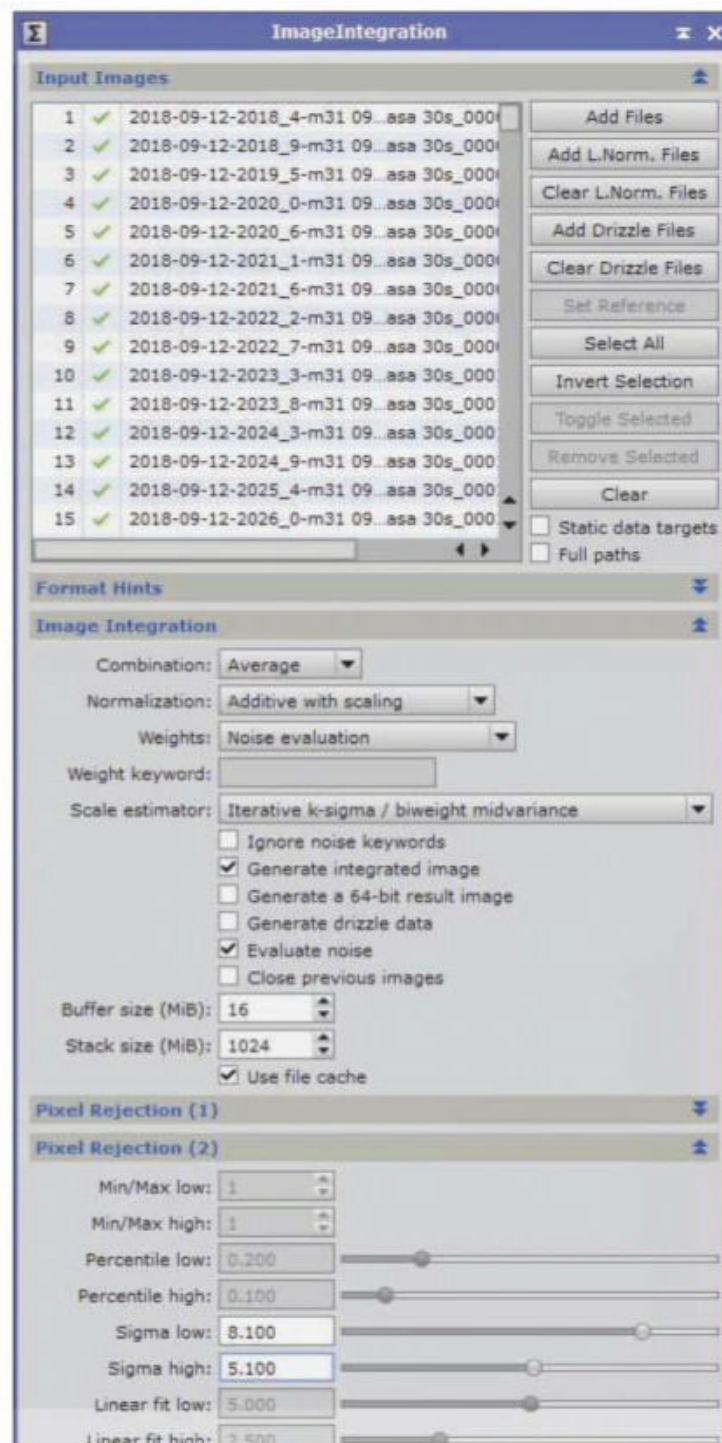 ImageIntegration
Input Images
1 2018-09-12-2018_4-m31 09...asa 30s_000
2 2018-09-12-2018_9-m31 09...asa 30s_000
3 2018-09-12-2019_5-m31 09...asa 30s_000
4 2018-09-12-2020_0-m31 09...asa 30s_000
5 2018-09-12-2020_6-m31 09...asa 30s_000
6 2018-09-12-2021_1-m31 09...asa 30s_000
7 2018-09-12-2021_6-m31 09...asa 30s_000
8 2018-09-12-2022_2-m31 09...asa 30s_000
9 2018-09-12-2022_7-m31 09...asa 30s_000
10 2018-09-12-2023_3-m31 09...asa 30s_000
11 2018-09-12-2023_8-m31 09...asa 30s_000
12 2018-09-12-2024_3-m31 09...asa 30s_000
13 2018-09-12-2024_9-m31 09...asa 30s_000
14 2018-09-12-2025_4-m31 09...asa 30s_000
15 2018-09-12-2026_0-m31 09...asa 30s_000
Add Files
Add L.Norm. Files
Clear L.Norm. Files
Add Drizzle Files
Clear Drizzle Files
Set Reference
Select All
Invert Selection
Toggle Selected
Remove Selected
Clear
Static data targets
Full paths
Format Hints
Image Integration
Combination: Average
Normalization: Additive with scaling
Weights: Noise evaluation
Weight keyword:
Scale estimator: Iterative k-sigma / biweight midvariance
Ignore noise keywords
Generate integrated image
Generate a 64-bit result image
Generate drizzle data
Evaluate noise
Close previous images
Buffer size (MiB): 16
Stack size (MiB): 1024
Use file cache
Pixel Rejection (1)
Pixel Rejection (2)
Min/Max low: 1
Min/Max high: 1
Percentile low: 0.200
Percentile high: 0.100
Sigma low: 8.100
Sigma high: 5.100
Linear fit low: 5.000
Linear fit high: 2.500